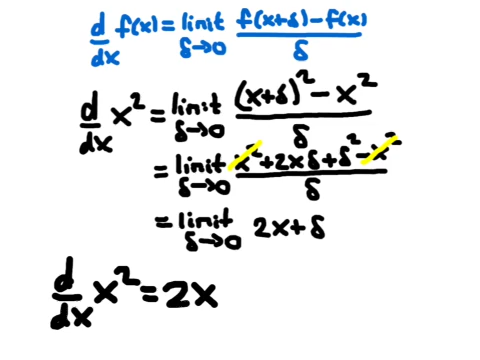 d/dx f(x) = limit δ→0 f(x+δ)-f(x)/δ
d/dx x² = limit δ→0 (x+δ)² - x²/δ
= limit δ→0 x²+2xδ+δ²-x²/δ
= limit δ→0 2x+δ
d/dx x² = 2x